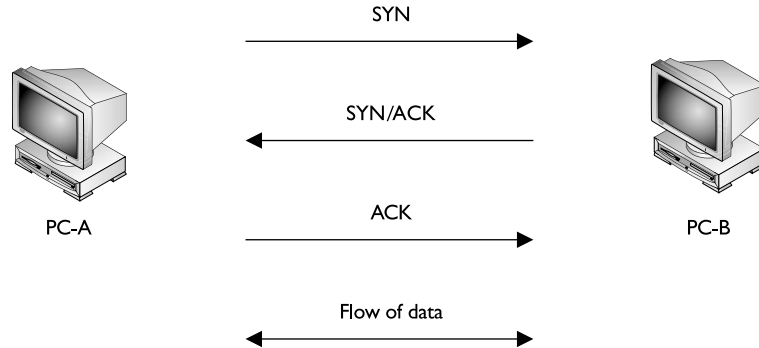 SYN
SYN/ACK
ACK
PC-A
PC-B
Flow of data